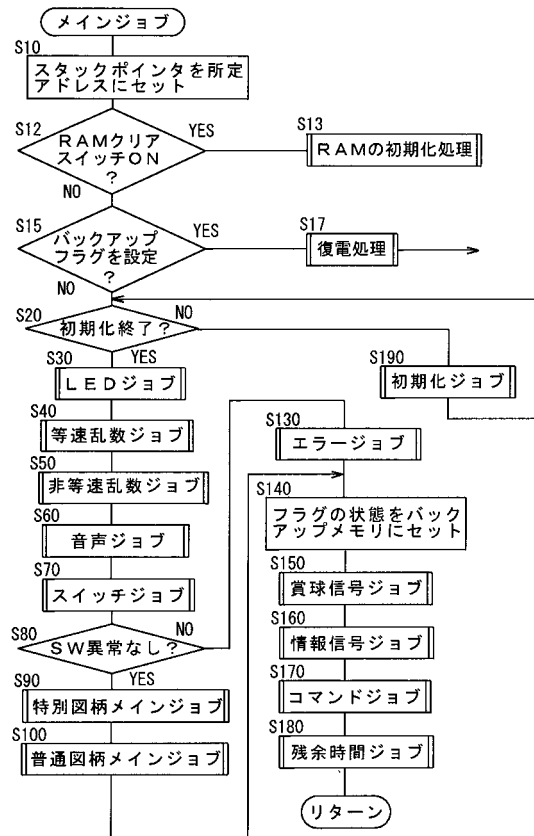 メインジョブ
S10
スタックポインタを所定
アドレスにセット
S12
RAMクリア
スイッチON
?
YES
NO
S13
RAMの初期化処理
S15
バックアップ
フラグを設定
?
YES
NO
S17
復電処理
S20
初期化終了?
NO
YES
S190
初期化ジョブ
S30
LEDジョブ
S40
等速乱数ジョブ
S50
非等速乱数ジョブ
S60
音声ジョブ
S70
スイッチジョブ
S80
SW異常なし?
NO
YES
S90
特別図柄メインジョブ
S100
普通図柄メインジョブ
S130
エラージョブ
S140
フラグの状態をバック
アップメモリにセット
S150
賞球信号ジョブ
S160
情報信号ジョブ
S170
コマンドジョブ
S180
残余時間ジョブ
リターン